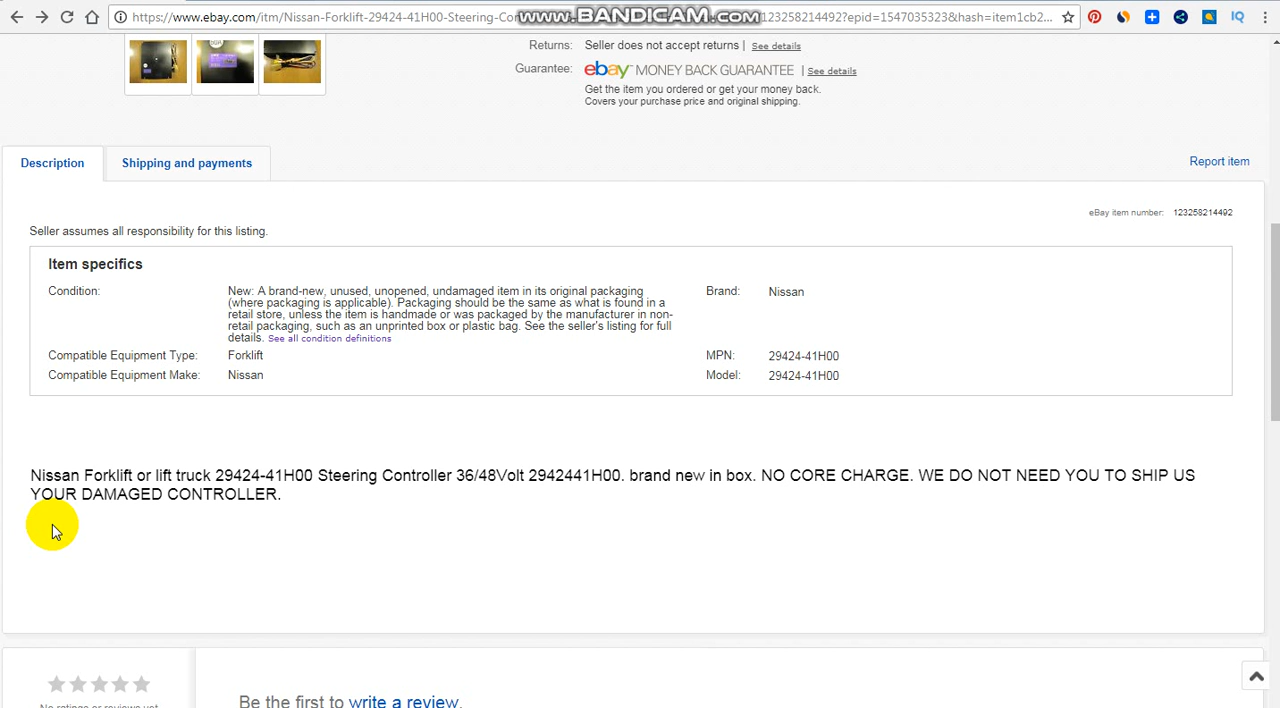 https://www.ebay.com/itm/Nissan-Forklift-29424-41H00-Steering-Co
www.BANDICAM.com
123258214492?epid=1547035323&hash=item1cb2...
Returns: Seller does not accept returns | See details
Guarantee: ebay MONEY BACK GUARANTEE | See details
Get the item you ordered or get your money back.
Covers your purchase price and original shipping.
Description Shipping and payments Report item
eBay item number: 123258214492
Seller assumes all responsibility for this listing.
Item specifics
Condition: New: A brand-new, unused, unopened, undamaged item in its original packaging
(where packaging is applicable). Packaging should be the same as what is found in a
retail store, unless the item is handmade or was packaged by the manufacturer in non-
retail packaging, such as an unprinted box or plastic bag. See the seller's listing for full
details. See all condition definitions
Brand: Nissan
Compatible Equipment Type: Forklift MPN: 29424-41H00
Compatible Equipment Make: Nissan Model: 29424-41H00
Nissan Forklift or lift truck 29424-41H00 Steering Controller 36/48Volt 2942441H00. brand new in box. NO CORE CHARGE. WE DO NOT NEED YOU TO SHIP US
YOUR DAMAGED CONTROLLER.
Be the first to write a review.
No ratings or reviews yet